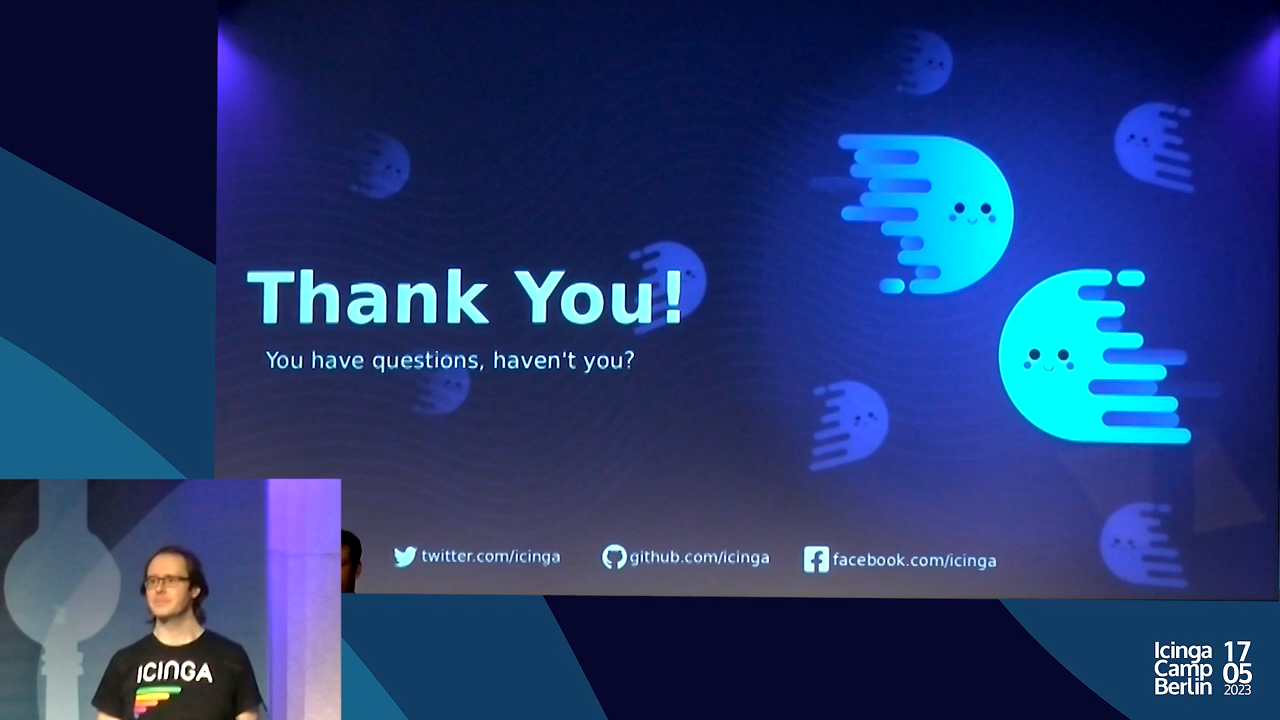 Thank You!
You have questions, haven't you?
twitter.com/icinga
github.com/icinga
facebook.com/icinga
ICINGA
Icinga 17
Camp 05
Berlin 2023